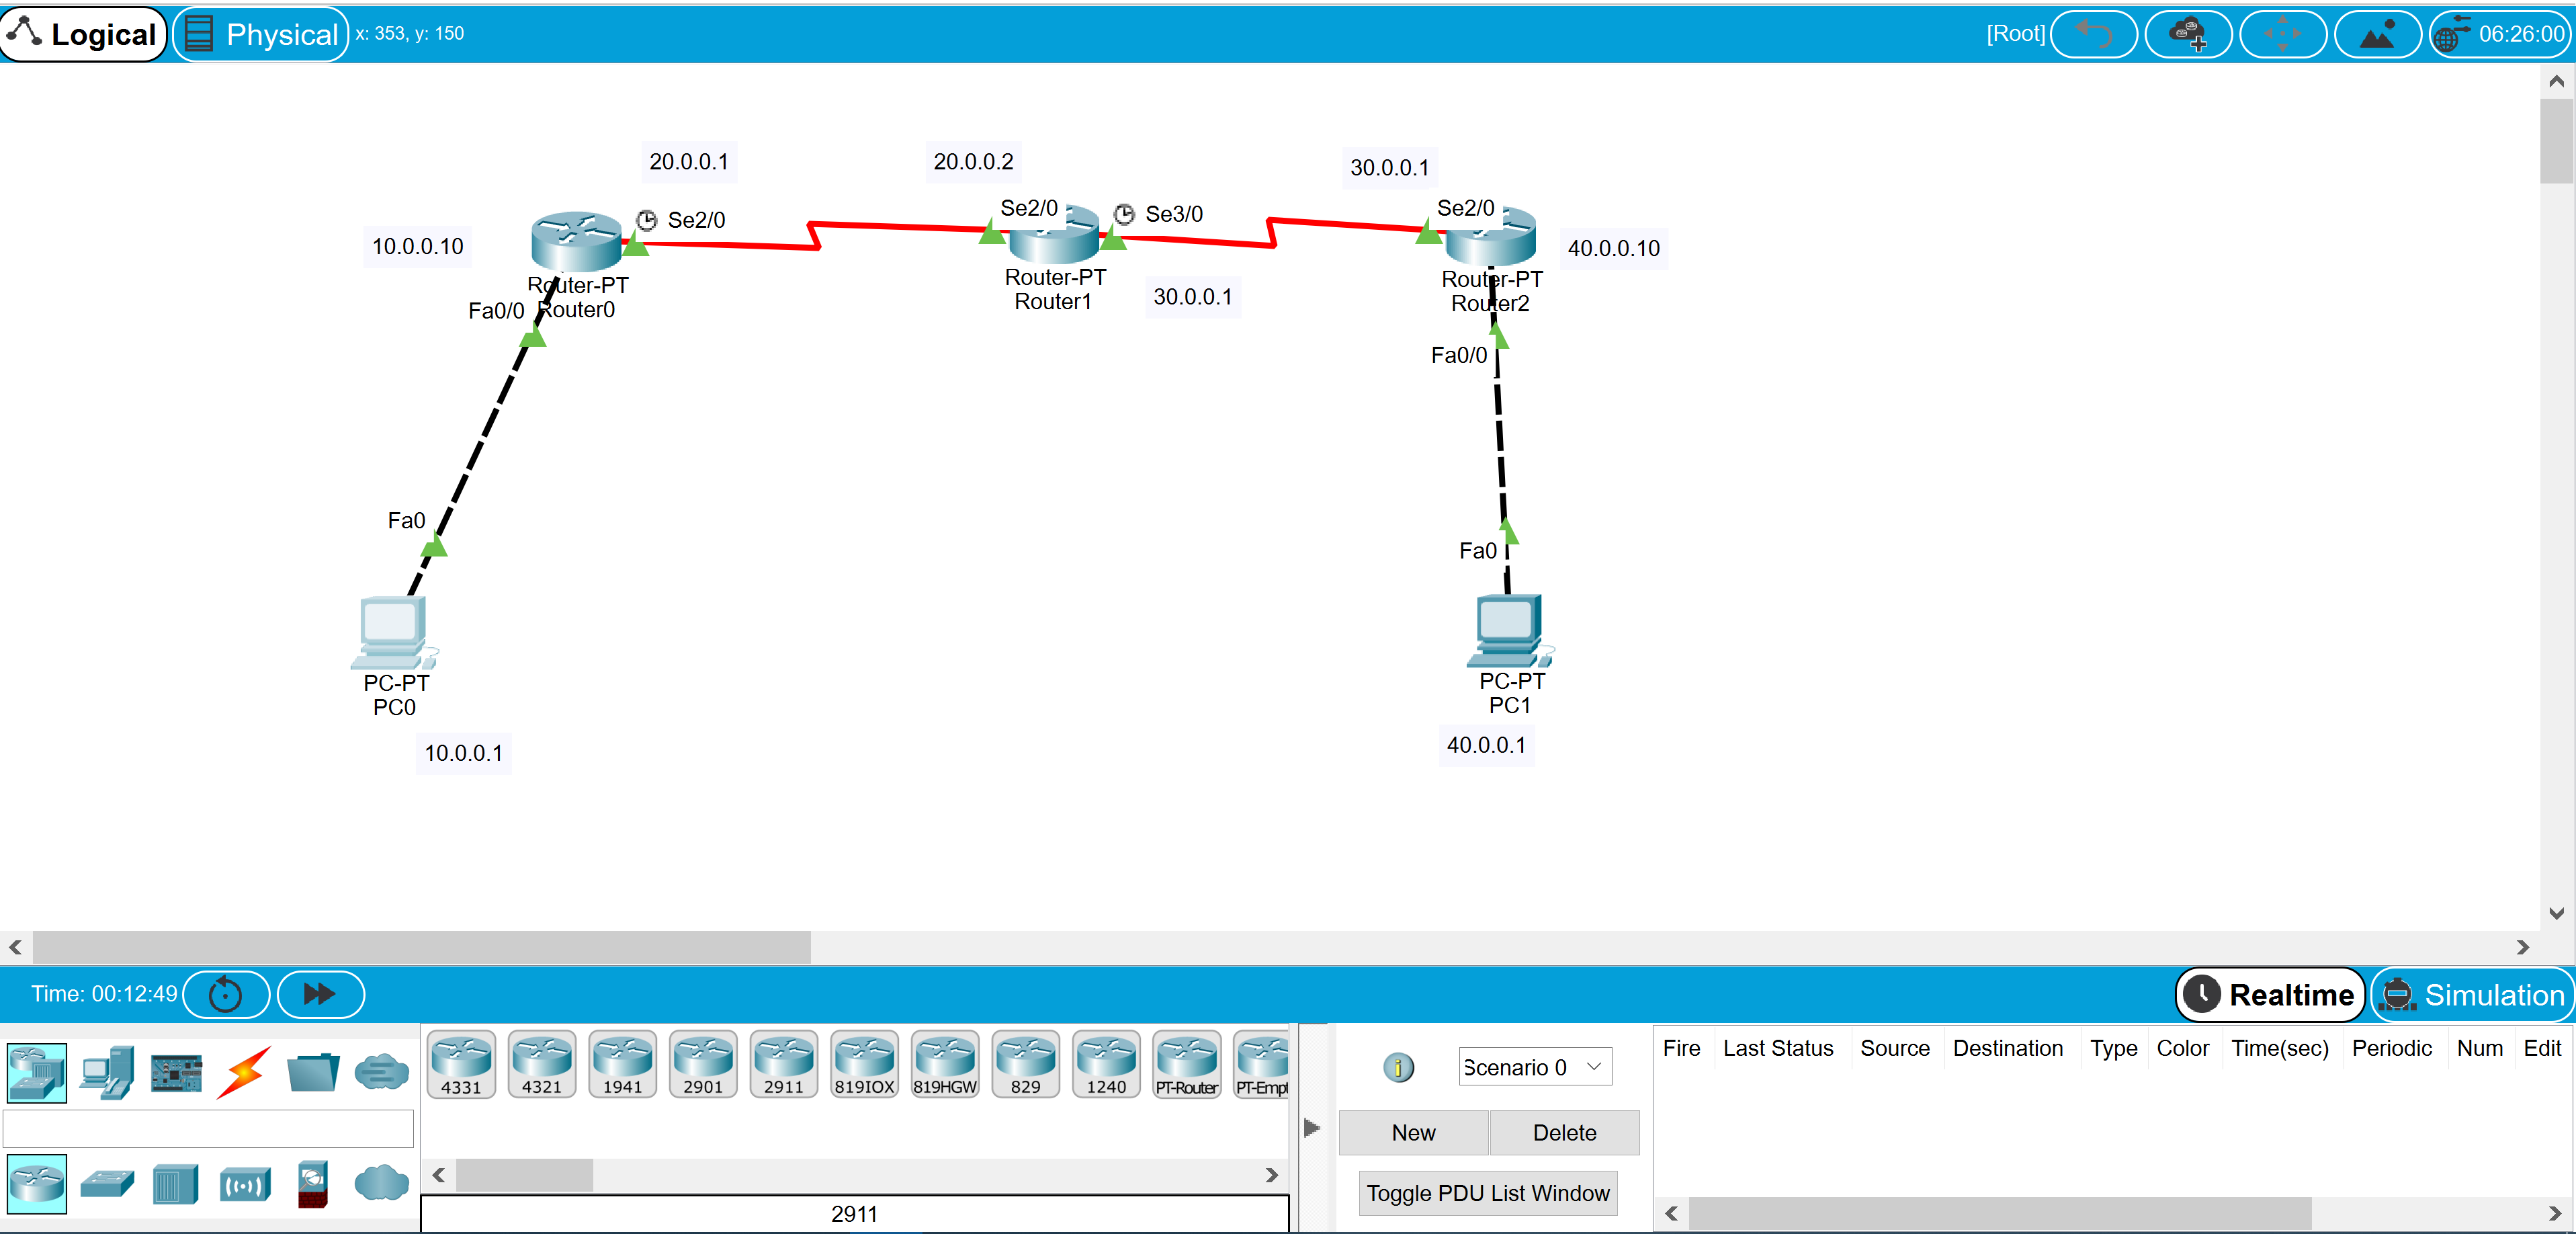 Logical
Physical
x: 353, y: 150
[Root]
06:26:00
20.0.0.1
20.0.0.2
30.0.0.1
10.0.0.10
Se2/0
Se2/0
Se3/0
Se2/0
40.0.0.10
Router-PT
Router0
Fa0/0
Router-PT
Router1
30.0.0.1
Router-PT
Router2
Fa0/0
Fa0
Fa0
PC-PT
PC0
10.0.0.1
PC-PT
PC1
40.0.0.1
Time: 00:12:49
Realtime
Simulation
4331
4321
1941
2901
2911
819IOX
819HGW
829
1240
PT-Router
PT-Empt
2911
Scenario 0
New
Delete
Toggle PDU List Window
Fire Last Status Source Destination Type Color Time(sec) Periodic Num Edit